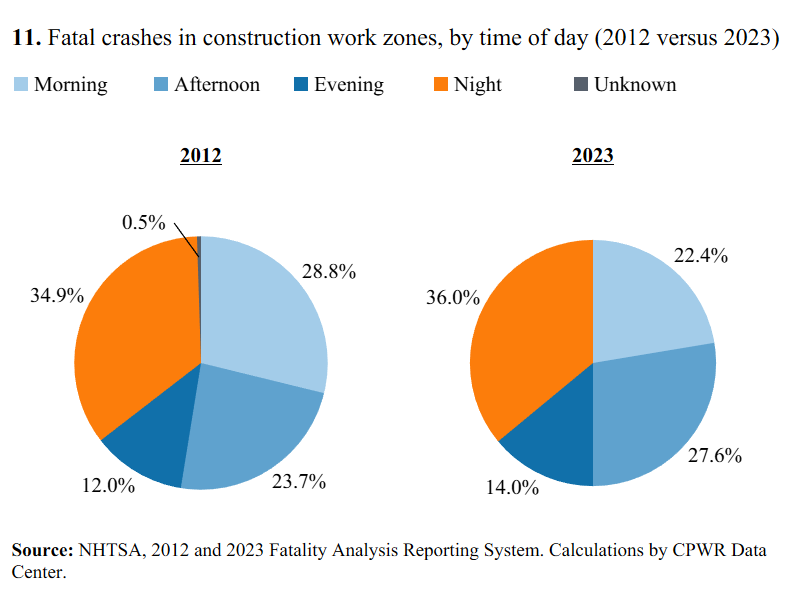 11. Fatal crashes in construction work zones, by time of day (2012 versus 2023)
Morning Afternoon Evening Night Unknown
2012 2023
0.5%
28.8%
34.9%
23.7%
12.0%
22.4%
36.0%
27.6%
14.0%
Source: NHTSA, 2012 and 2023 Fatality Analysis Reporting System. Calculations by CPWR Data
Center.